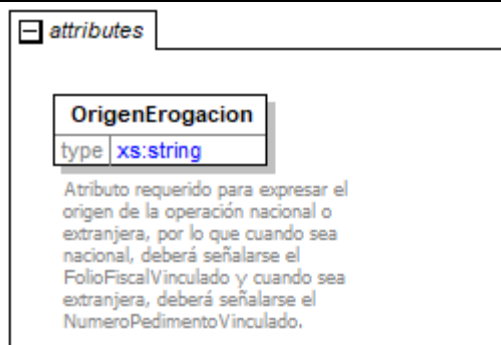 attributes
OrigenErogacion
type xs:string
Atributo requerido para expresar el
origen de la operación nacional o
extranjera, por lo que cuando sea
nacional, deberá señalarse el
FolioFiscalVinculado y cuando sea
extranjera, deberá señalarse el
NumeroPedimentoVinculado.